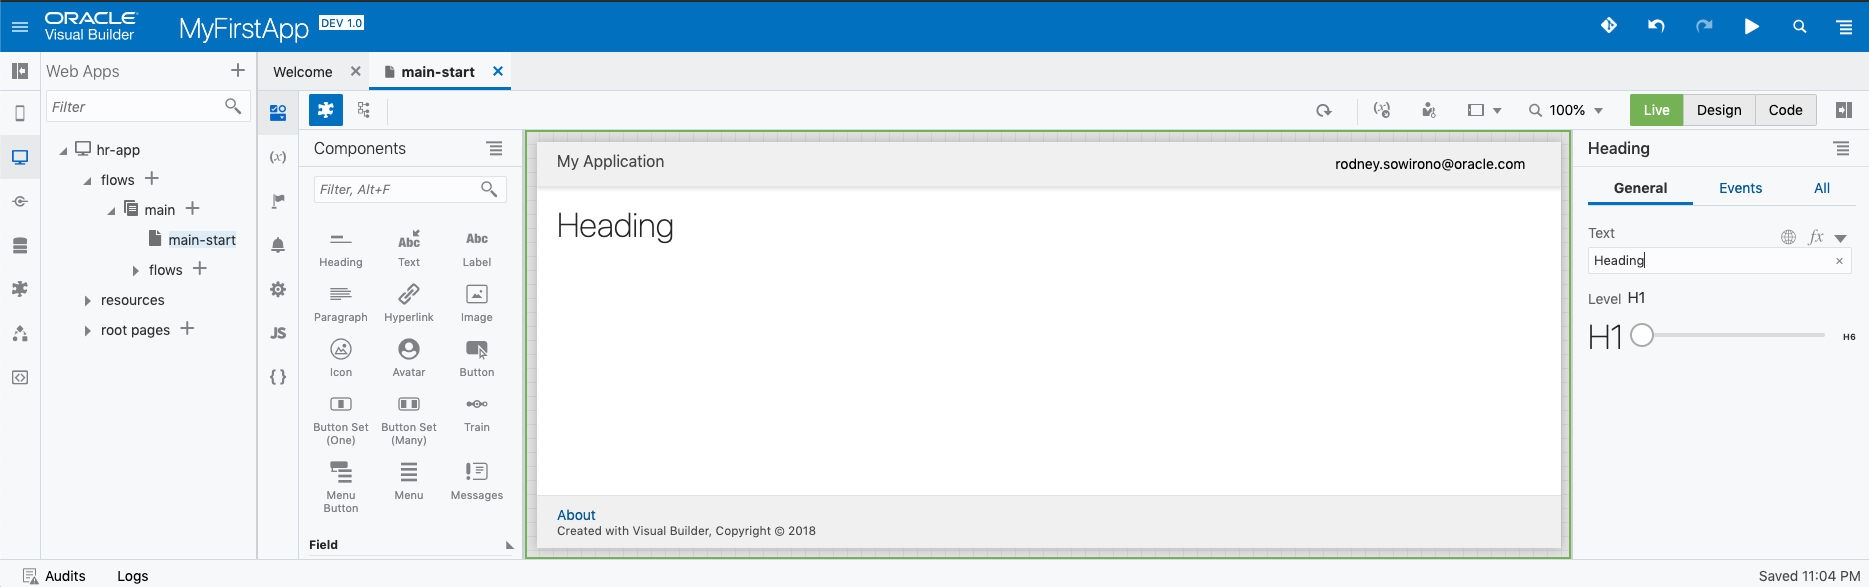 ORACLE
Visual Builder
MyFirstApp
DEV 1.0
Web Apps
Filter
hr-app
flows
main
main-start
flows
resources
root pages
Welcome
main-start
100%
Live
Design
Code
(x)
JS
{ }
Components
Filter, Alt+F
Heading
Abc
Text
Abc
Label
Paragraph
Hyperlink
Image
Icon
Avatar
Button
Button Set
(One)
Button Set
(Many)
Train
Menu
Button
Menu
Messages
Field
My Application
rodney.sowirono@oracle.com
Heading
About
Created with Visual Builder, Copyright © 2018
Heading
General
Events
All
Text
fx
Heading
Level H1
H1
H6
Audits
Logs
Saved 11:04 PM